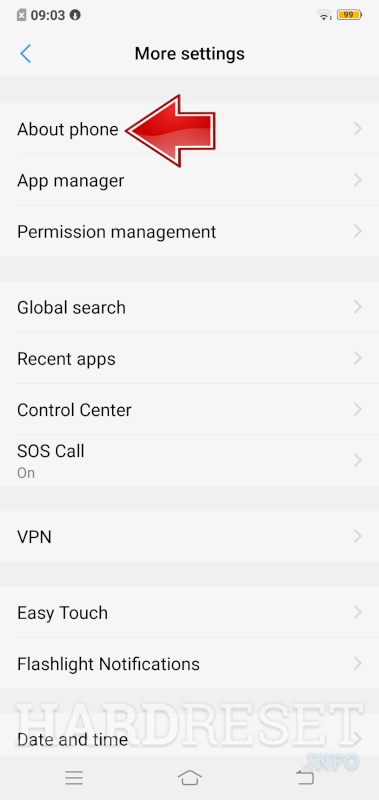 09:03
99
More settings
About phone
App manager
Permission management
Global search
Recent apps
Control Center
SOS Call
On
VPN
Easy Touch
Flashlight Notifications
HARDRESET
.INFO
Date and time